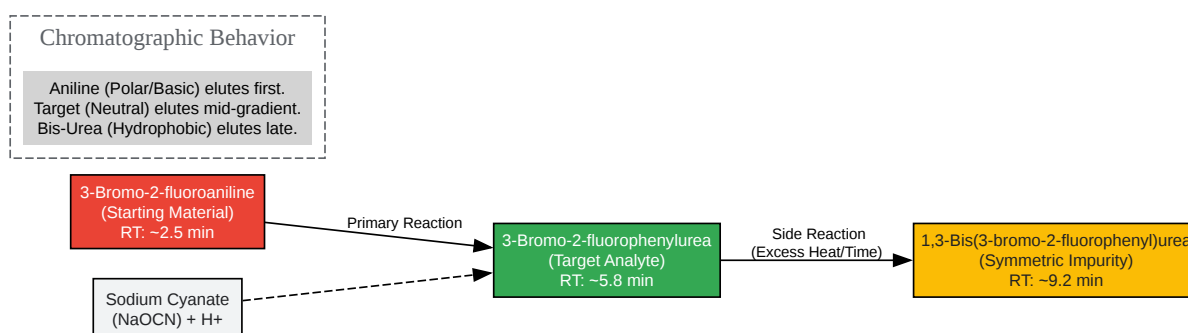 Chromatographic Behavior
Aniline (Polar/Basic) elutes first.
Target (Neutral) elutes mid-gradient.
Bis-Urea (Hydrophobic) elutes late.
3-Bromo-2-fluoroaniline
(Starting Material)
RT: ~2.5 min
Primary Reaction
Sodium Cyanate
(NaOCN) + H+
3-Bromo-2-fluorophenylurea
(Target Analyte)
RT: ~5.8 min
Side Reaction
(Excess Heat/Time)
1,3-Bis(3-bromo-2-fluorophenyl)urea
(Symmetric Impurity)
RT: ~9.2 min